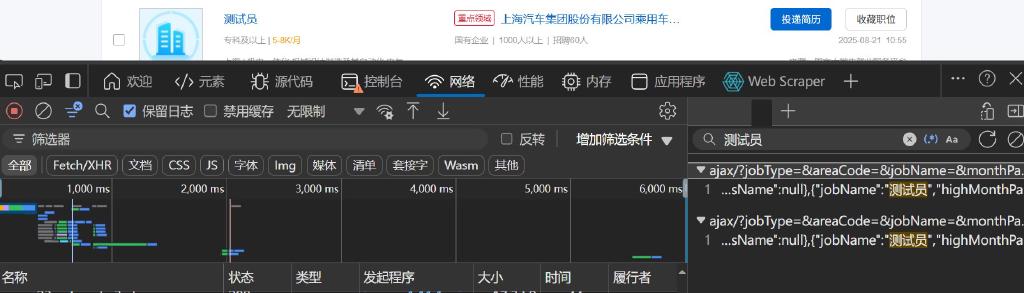 测试员
重点领域 上海汽车集团股份有限公司乘用车...
投递简历
收藏职位
专科及以上 | 5-8K/月
国有企业 | 1000人以上 | 招聘60人
2025-08-21 10:55
欢迎
元素
源代码
控制台
网络
性能
内存
应用程序
Web Scraper
保留日志
禁用缓存
无限制
筛选器
反转
增加筛选条件
全部
Fetch/XHR
文档
CSS
JS
字体
Img
媒体
清单
套接字
Wasm
其他
1,000 ms
2,000 ms
3,000 ms
4,000 ms
5,000 ms
6,000 ms
名称
状态
类型
发起程序
大小
时间
履行者
测试员
(.*)
Aa
ajax/?jobType=&areaCode=&jobName=&monthPa...
1 ...sName":null},{"jobName":"测试员","highMonthPa
ajax/?jobType=&areaCode=&jobName=&monthPa...
1 ...sName":null},{"jobName":"测试员","highMonthPa